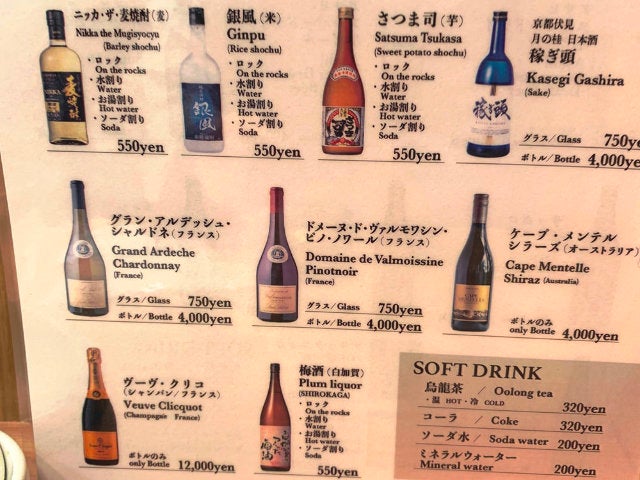 ニッカ・ザ・麦焼酎(麦)
Nikka the Mugisyocyu
(Barley shochu)
・ロック
On the rocks
・水割り
Water
・お湯割り
Hot water
・ソーダ割り
Soda
550yen
銀風(米)
Ginpu
(Rice shochu)
・ロック
On the rocks
・水割り
Water
・お湯割り
Hot water
・ソーダ割り
Soda
550yen
銀風
さつま司(芋)
Satsuma Tsukasa
(Sweet potato shochu)
・ロック
On the rocks
・水割り
Water
・お湯割り
Hot water
・ソーダ割り
Soda
550yen
京都伏見
月の桂 日本酒
稼ぎ頭
Kasegi Gashira
(Sake)
グラス/Glass 750ye
ボトル/Bottle 4,000ye
グラン・アルデッシュ・
シャルドネ(フランス)
Grand Ardeche
Chardonnay
(France)
グラス/Glass 750yen
ボトル/Bottle 4,000yen
ドメーヌ・ド・ヴァルモワシン・
ピノ・ノワール(フランス)
Domaine de Valmoissine
Pinotnoir
(France)
グラス/Glass 750yen
ボトル/Bottle 4,000yen
ケープ・メンテル
シラーズ(オーストラリア)
Cape Mentelle
Shiraz (Australia)
ボトルのみ
only Bottle 4,000yen
ヴーヴ・クリコ
(シャンパン/フランス)
Veuve Clicquot
(Champagne France)
ボトルのみ
only Bottle 12,000yen
梅酒(白加賀)
Plum liquor
(SHIROKAGA)
・ロック
On the rocks
・水割り
Water
・お湯割り
Hot water
・ソーダ割り
Soda
550yen
SOFT DRINK
烏龍茶 / Oolong tea
・温 HOT・冷 COLD 320yen
コーラ / Coke 320yen
ソーダ水 / Soda water 200yen
ミネラルウォーター
Mineral water 200yen